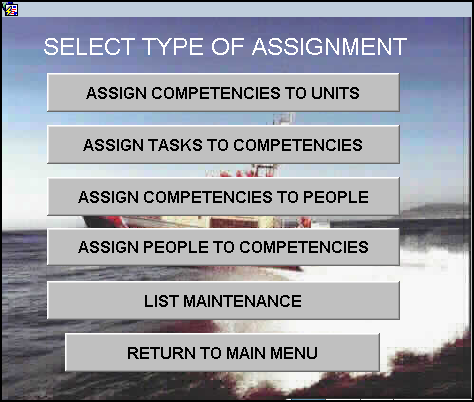 SELECT TYPE OF ASSIGNMENT
ASSIGN COMPETENCIES TO UNITS
ASSIGN TASKS TO COMPETENCIES
ASSIGN COMPETENCIES TO PEOPLE
ASSIGN PEOPLE TO COMPETENCIES
LIST MAINTENANCE
RETURN TO MAIN MENU